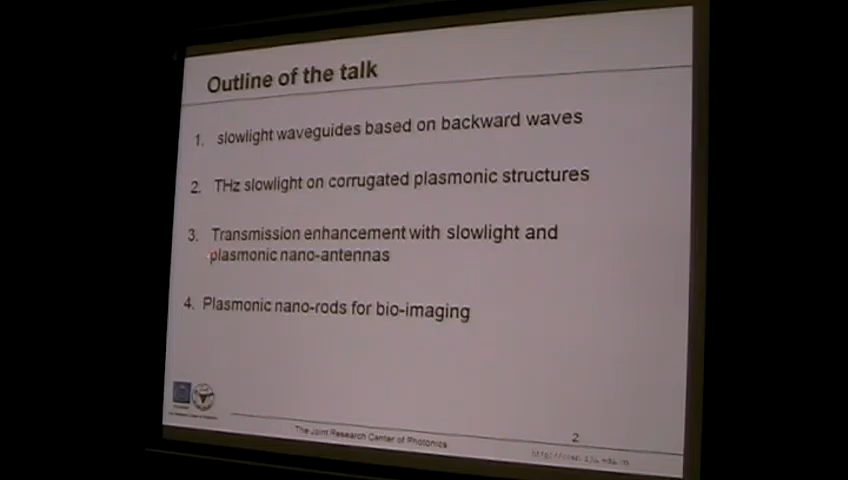 Outline of the talk
1. slowlight waveguides based on backward waves
2. THz slowlight on corrugated plasmonic structures
3. Transmission enhancement with slowlight and
plasmonic nano-antennas
4. Plasmonic nano-rods for bio-imaging
The Joint Research Center of Photonics
2